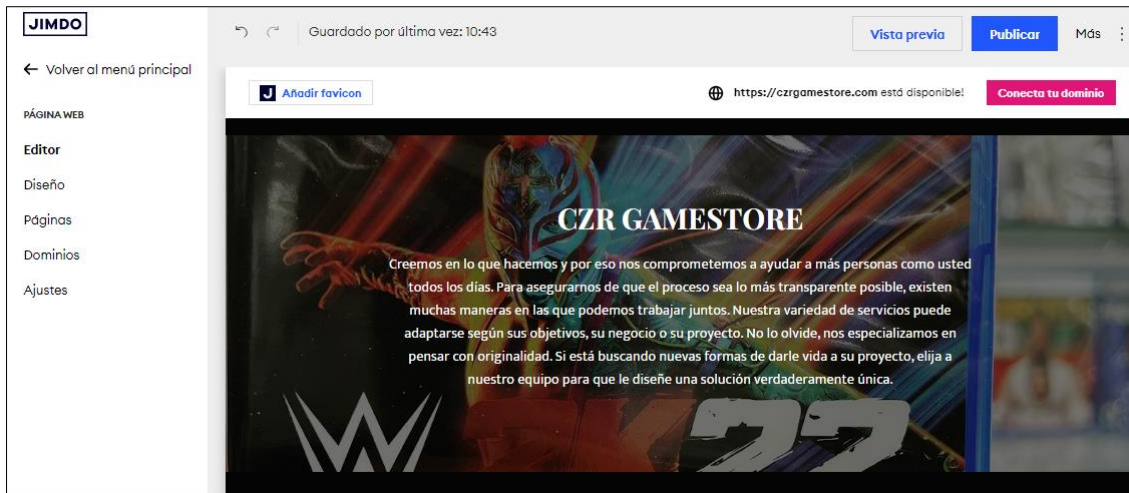 JIMDO
Guardado por última vez: 10:43
Vista previa
Publicar
Más
← Volver al menú principal
J Añadir favicon
https://czrgamestore.com está disponible!
Conecta tu dominio
PÁGINA WEB
Editor
Diseño
Páginas
Dominios
Ajustes
CZR GAMESTORE
Creemos en lo que hacemos y por eso nos comprometemos a ayudar a más personas como usted
todos los días. Para asegurarnos de que el proceso sea lo más transparente posible, existen
muchas maneras en las que podemos trabajar juntos. Nuestra variedad de servicios puede
adaptarse según sus objetivos, su negocio o su proyecto. No lo olvide, nos especializamos en
pensar con originalidad. Si está buscando nuevas formas de darle vida a su proyecto, elija a
nuestro equipo para que le diseñe una solución verdaderamente única.
W 2K22